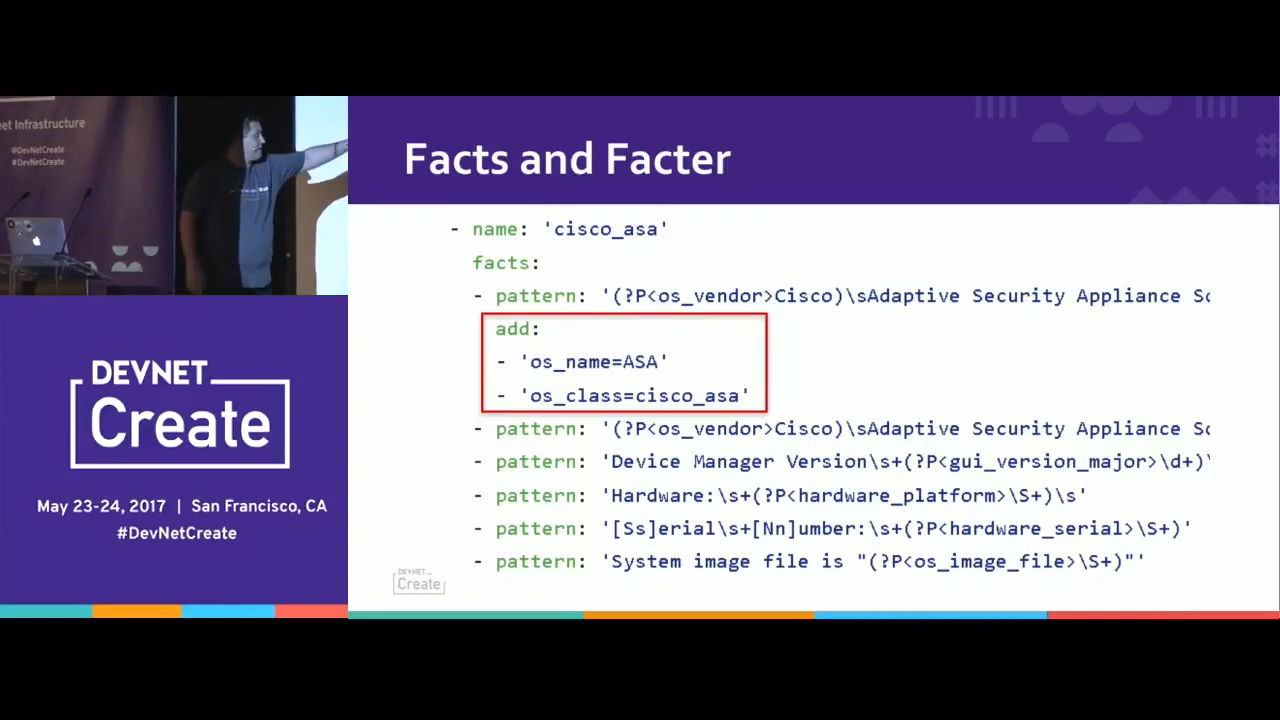 eet Infrastructure
@DevNetCreate
#DevNetCreate
DEVNET
Create
May 23-24, 2017 | San Francisco, CA
#DevNetCreate
Facts and Facter
- name: 'cisco_asa'
facts:
- pattern: '(?P<os_vendor>Cisco)\sAdaptive Security Appliance So
add:
- 'os_name=ASA'
- 'os_class=cisco_asa'
- pattern: '(?P<os_vendor>Cisco)\sAdaptive Security Appliance So
- pattern: 'Device Manager Version\s+(?P<gui_version_major>\d+)\
- pattern: 'Hardware:\s+(?P<hardware_platform>\S+)\s'
- pattern: '[Ss]erial\s+[Nn]umber:\s+(?P<hardware_serial>\S+)'
- pattern: 'System image file is "(?P<os_image_file>\S+)"'
DEVNET
Create